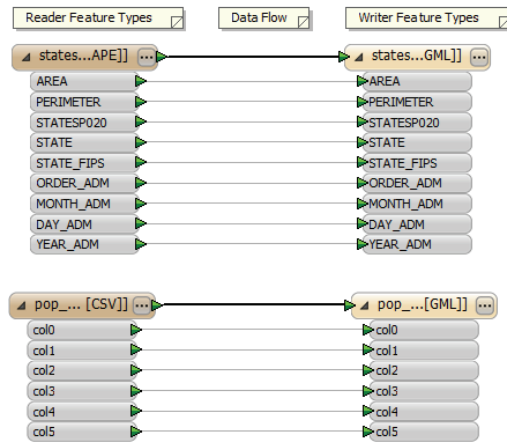 Reader Feature Types Data Flow Writer Feature Types
states...APE]] ... states...GML]] ...
AREA AREA
PERIMETER PERIMETER
STATESP020 STATESP020
STATE STATE
STATE_FIPS STATE_FIPS
ORDER_ADM ORDER_ADM
MONTH_ADM MONTH_ADM
DAY_ADM DAY_ADM
YEAR_ADM YEAR_ADM
pop_... [CSV]] ... pop_...[GML]] ...
col0 col0
col1 col1
col2 col2
col3 col3
col4 col4
col5 col5